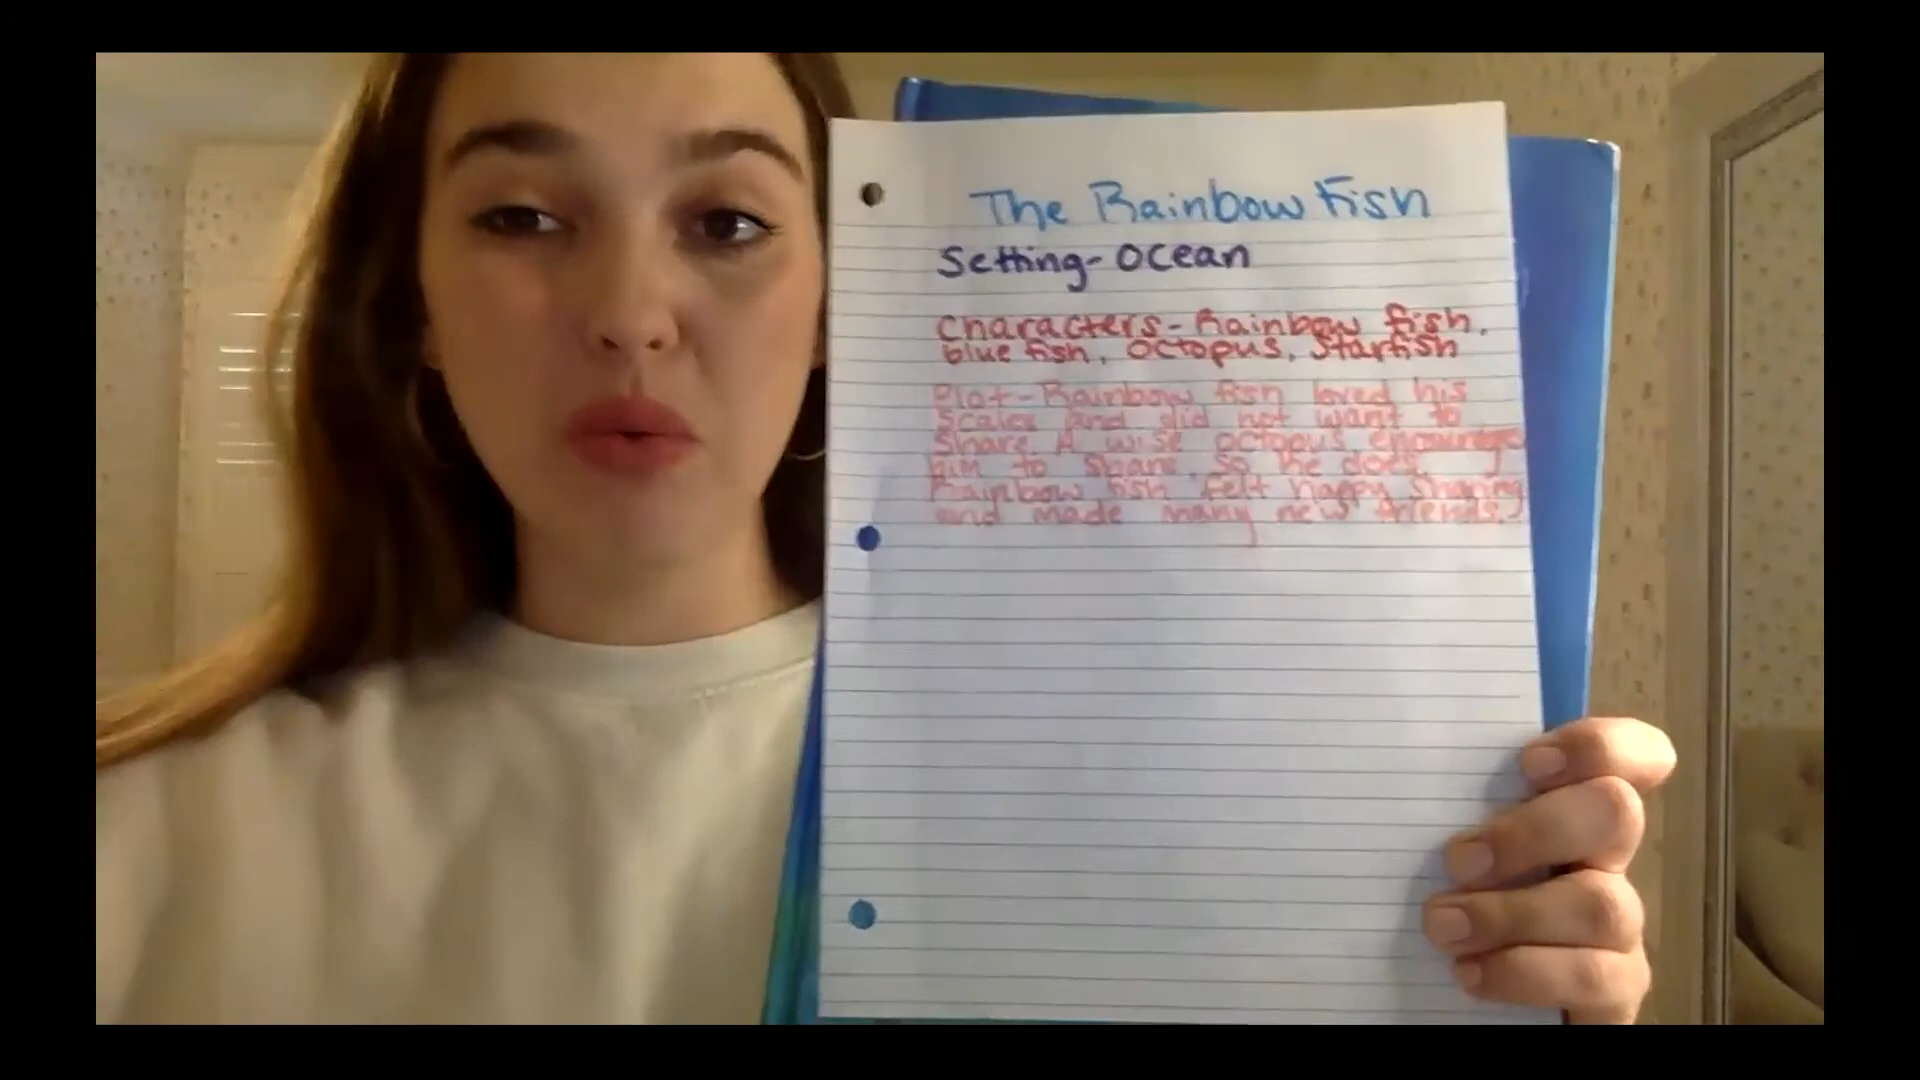 The Rainbow Fish
Setting- Ocean
Characters - Rainbow fish,
blue fish, octopus, starfish
Plot - Rainbow fish loved his
scales and did not want to
share. A wise octopus encourage
him to share, so he does.
Rainbow fish felt happy sharing
and made many new friends.